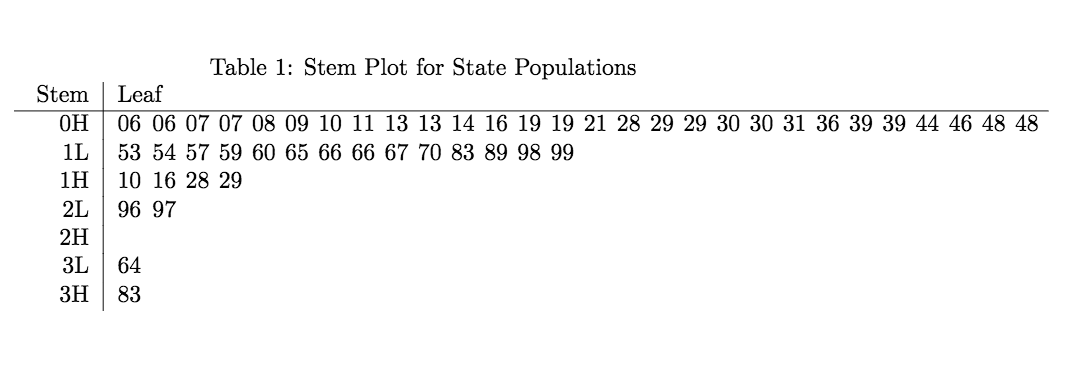 Table 1: Stem Plot for State Populations
Stem Leaf
0H 06 06 07 07 08 09 10 11 13 13 14 16 19 19 21 28 29 29 30 30 31 36 39 39 44 46 48 48
1L 53 54 57 59 60 65 66 66 67 70 83 89 98 99
1H 10 16 28 29
2L 96 97
2H
3L 64
3H 83